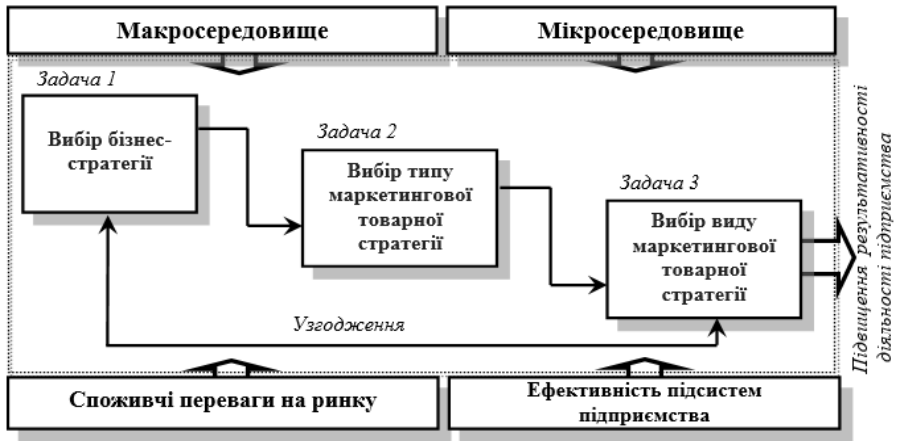 Макросередовище
Мікросередовище
Задача 1
Вибір бізнес-
стратегії
Задача 2
Вибір типу
маркетингової
товарної
стратегії
Задача 3
Вибір виду
маркетингової
товарної
стратегії
Підвищення результативності
діяльності підприємства
Узгодження
Споживчі переваги на ринку
Ефективність підсистем
підприємства